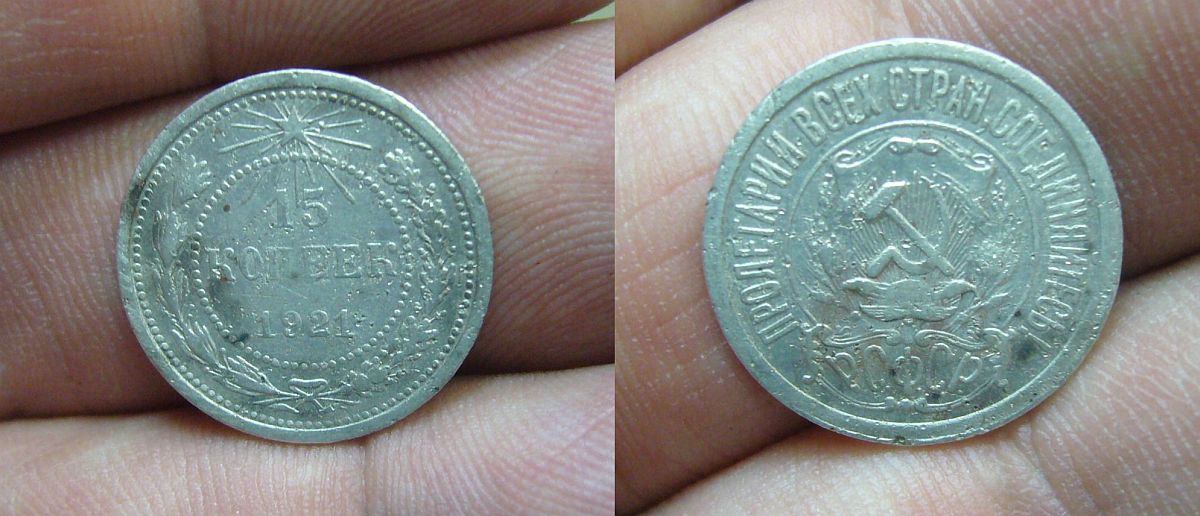 15
КОПЕЕК
1921
ПРОЛЕТАРИИ ВСЕХ СТРАН, СОЕДИНЯЙТЕСЬ!
РСФСР